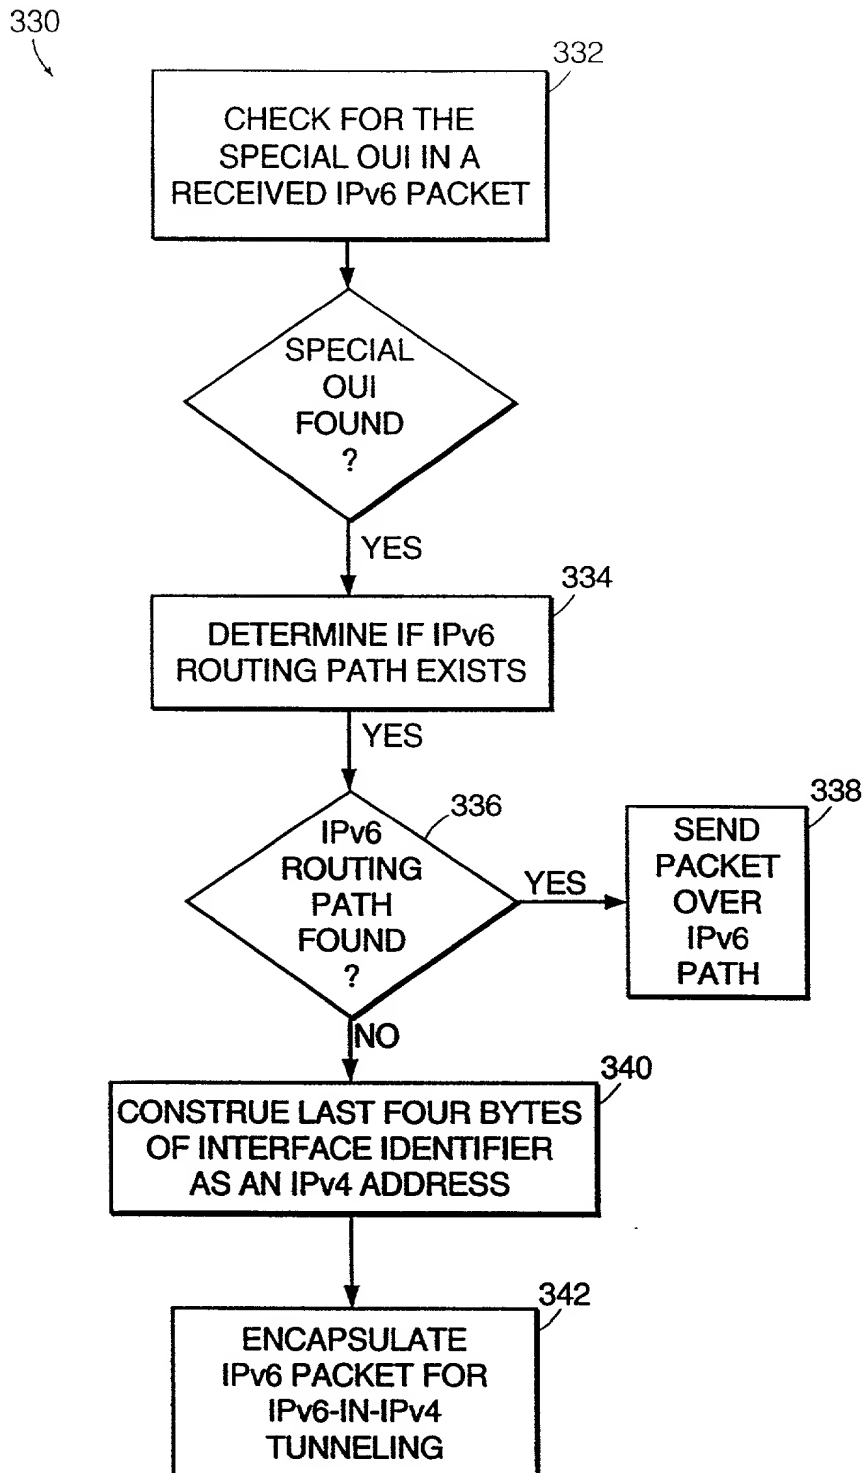 330
332
CHECK FOR THE
SPECIAL OUI IN A
RECEIVED IPv6 PACKET
SPECIAL
OUI
FOUND
?
YES
334
DETERMINE IF IPv6
ROUTING PATH EXISTS
YES
336
IPv6
ROUTING
PATH
FOUND
?
YES
338
SEND
PACKET
OVER
IPv6
PATH
NO
340
CONSTRUE LAST FOUR BYTES
OF INTERFACE IDENTIFIER
AS AN IPv4 ADDRESS
342
ENCAPSULATE
IPv6 PACKET FOR
IPv6-IN-IPv4
TUNNELING